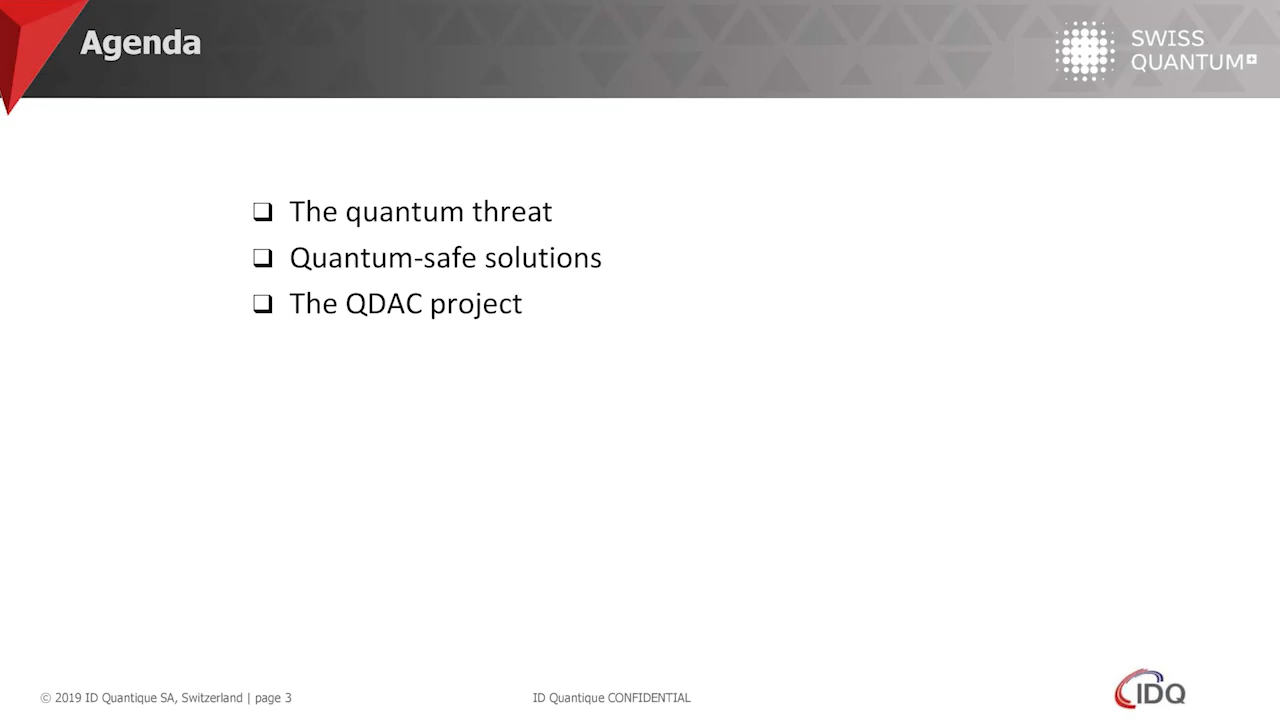 Agenda
SWISS
QUANTUM
❑ The quantum threat
❑ Quantum-safe solutions
❑ The QDAC project
© 2019 ID Quantique SA, Switzerland | page 3
ID Quantique CONFIDENTIAL
IDQ